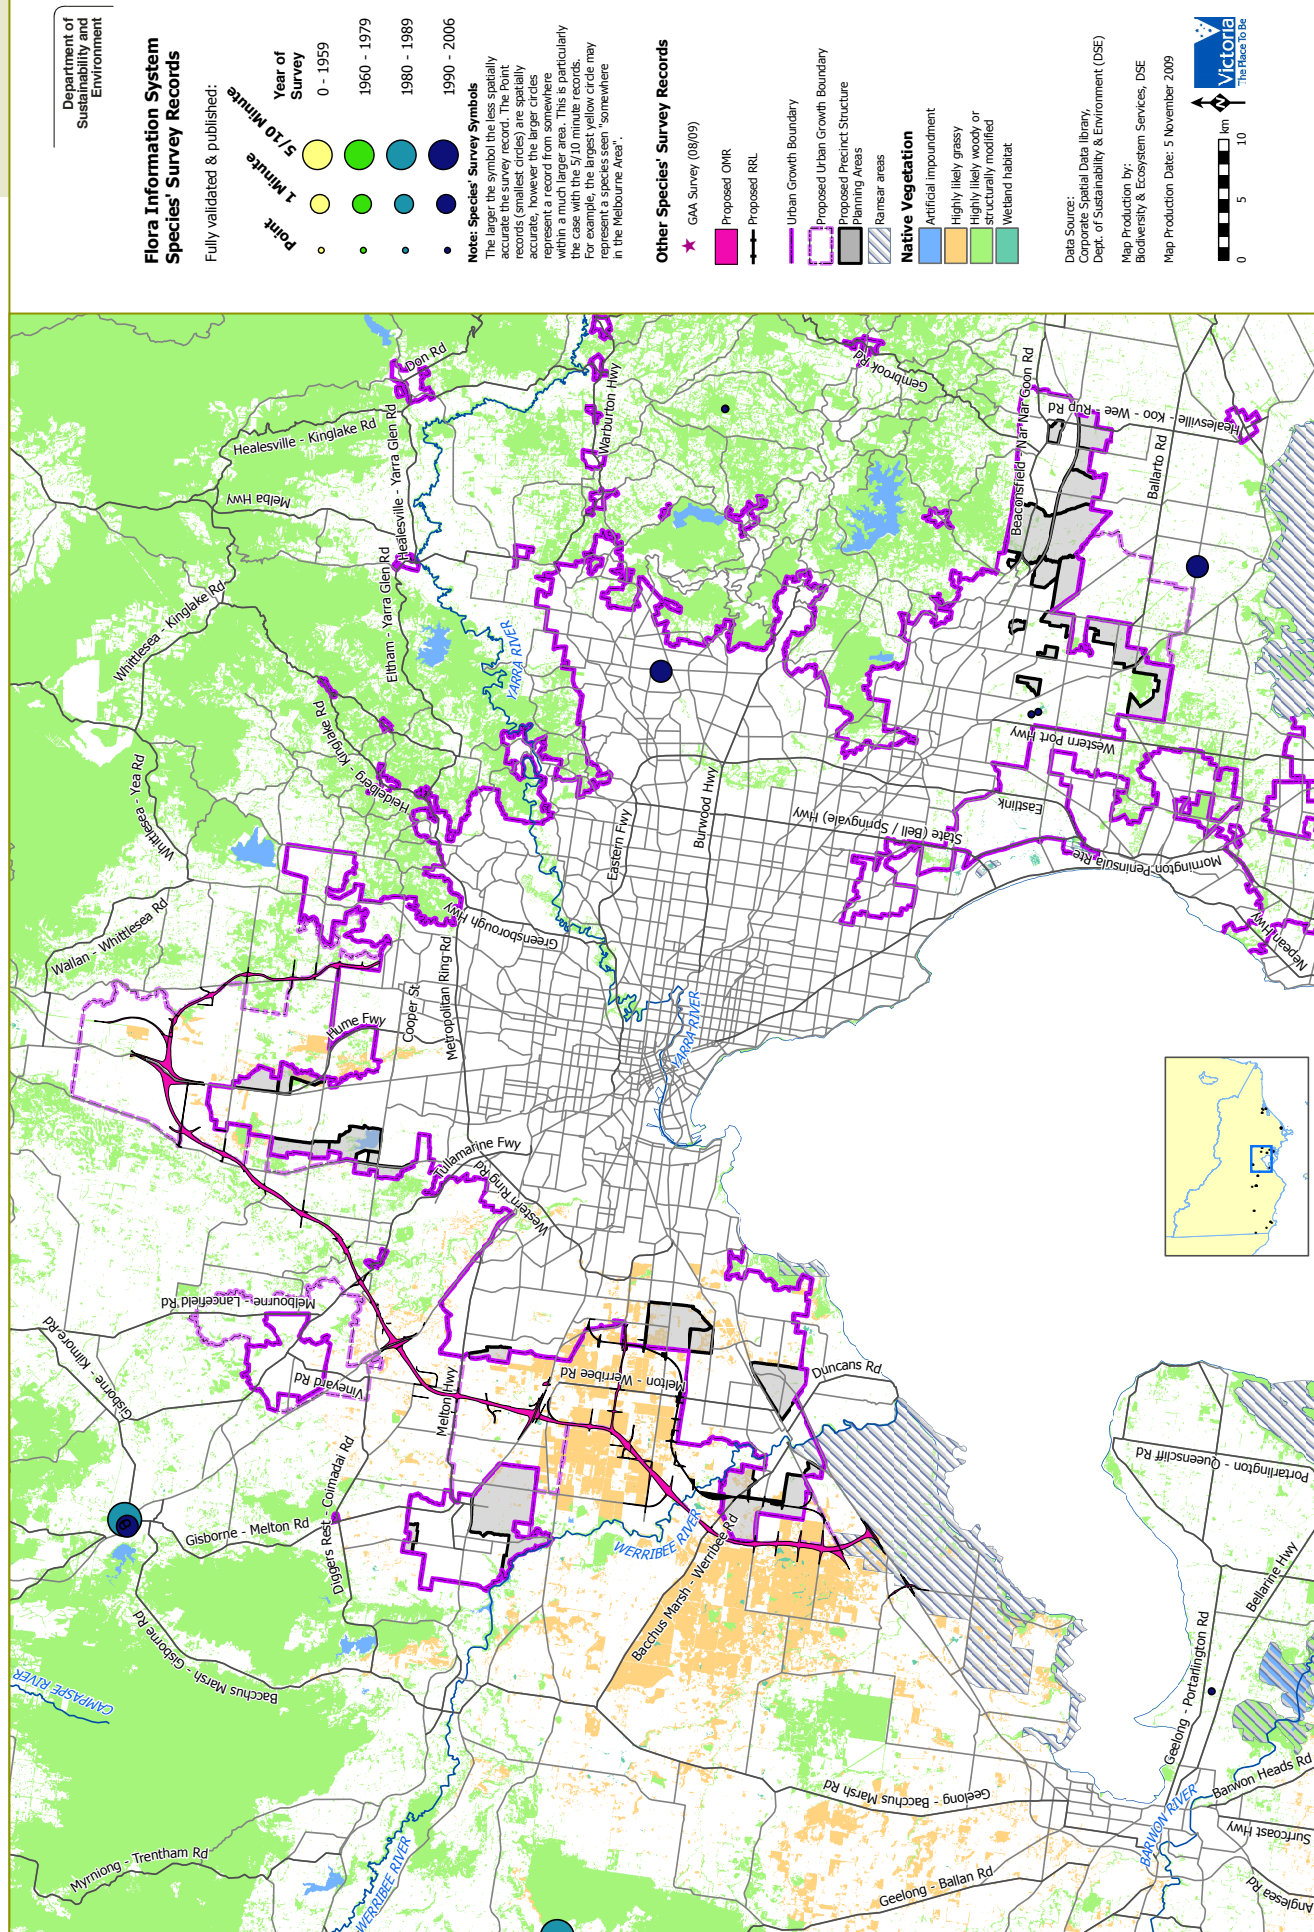 Department of
Sustainability and
Environment
Flora Information System
Species' Survey Records
Fully validated & published:
Point
1 Minute
5/10 Minute
Year of
Survey
0 - 1959
1960 - 1979
1980 - 1989
1990 - 2006
Note: Species' Survey Symbols
The larger the symbol the less spatially
accurate the survey record. The Point
records (smallest circles) are spatially
accurate, however the larger circles
represent a record from somewhere
within a much larger area. This is particularly
the case with the 5/10 minute records.
For example, the largest yellow circle may
represent a species seen "somewhere
in the Melbourne Area".
Other Species' Survey Records
GAA Survey (08/09)
Proposed OMR
Proposed RRL
Urban Growth Boundary
Proposed Urban Growth Boundary
Proposed Precinct Structure
Planning Areas
Ramsar areas
Native Vegetation
Artificial impoundment
Highly likely grassy
Highly likely woody or
structurally modified
Wetland habitat
Data Source:
Corporate Spatial Data library,
Dept. of Sustainability & Environment (DSE)
Map Production by:
Biodiversity & Ecosystem Services, DSE
Map Production Date: 5 November 2009
0
5
10
km
N
Victoria
The Place To Be
Don Rd
Healesville - Kinglake Rd
Melba Hwy
Healesville - Yarra Glen Rd
Warburton Hwy
Gembrook Rd
Beaconsfield - Nar Nar Goon Rd
Healesville - Koo - Wee - Rup Rd
Ballarto Rd
Whittlesea - Kinglake Rd
Eltham - Yarra Glen Rd
YARRA RIVER
Heidelberg - Kinglake Rd
Whittlesea - Yea Rd
Western Port Hwy
Eastlink
State (Bell / Springvale) Hwy
Burwood Hwy
Eastern Fwy
Mornington Peninsula Rte
Nepean Hwy
Wallan - Whittlesea Rd
Greensborough Hwy
Metropolitan Ring Rd
Cooper St
Hume Fwy
YARRA RIVER
Tullamarine Fwy
Western Ring Rd
Melbourne - Lancefield Rd
Gisborne - Kilmore Rd
Vineyard Rd
Melton Hwy
Melton - Werribee Rd
Duncans Rd
Diggers Rest - Coimadai Rd
Gisborne - Melton Rd
WERRIBEE RIVER
Bacchus Marsh - Werribee Rd
Bacchus Marsh - Gisborne Rd
CAMPASPE RIVER
Portarlington - Queenscliff Rd
Bellarine Hwy
Geelong - Portarlington Rd
Geelong - Bacchus Marsh Rd
Barwon Heads Rd
BARWON RIVER
Surfcoast Hwy
Anglesea Rd
Geelong - Ballan Rd
Myrniong - Trentham Rd
WERRIBEE RIVER